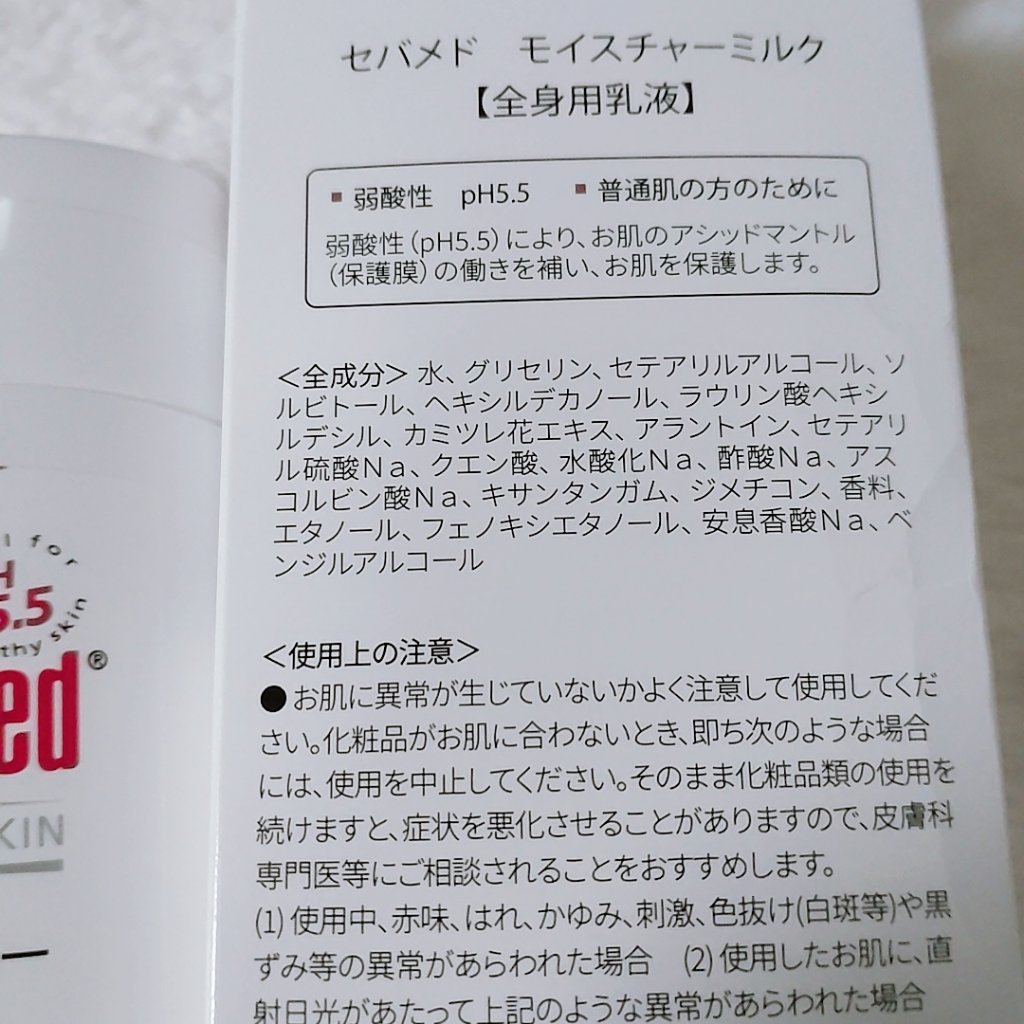 セバメド モイスチャーミルク
【全身用乳液】
■ 弱酸性 pH5.5 ■ 普通肌の方のために
弱酸性(pH5.5)により、お肌のアシッドマントル
(保護膜)の働きを補い、お肌を保護します。
<全成分> 水、グリセリン、セテアリルアルコール、ソ
ルビトール、ヘキシルデカノール、ラウリン酸ヘキシ
ルデシル、カミツレ花エキス、アラントイン、セテアリ
ル硫酸Na、クエン酸、水酸化Na、酢酸Na、アス
コルビン酸Na、キサンタンガム、ジメチコン、香料、
エタノール、フェノキシエタノール、安息香酸Na、ベ
ンジルアルコール
<使用上の注意>
●お肌に異常が生じていないかよく注意して使用してくだ
さい。化粧品がお肌に合わないとき、即ち次のような場合
には、使用を中止してください。そのまま化粧品類の使用を
続けますと、症状を悪化させることがありますので、皮膚科
専門医等にご相談されることをおすすめします。
(1) 使用中、赤味、はれ、かゆみ、刺激、色抜け(白斑等)や黒
ずみ等の異常があらわれた場合 (2) 使用したお肌に、直
射日光があたって上記のような異常があらわれた場合
l for
H
5.5
thy skin
ed®
KIN